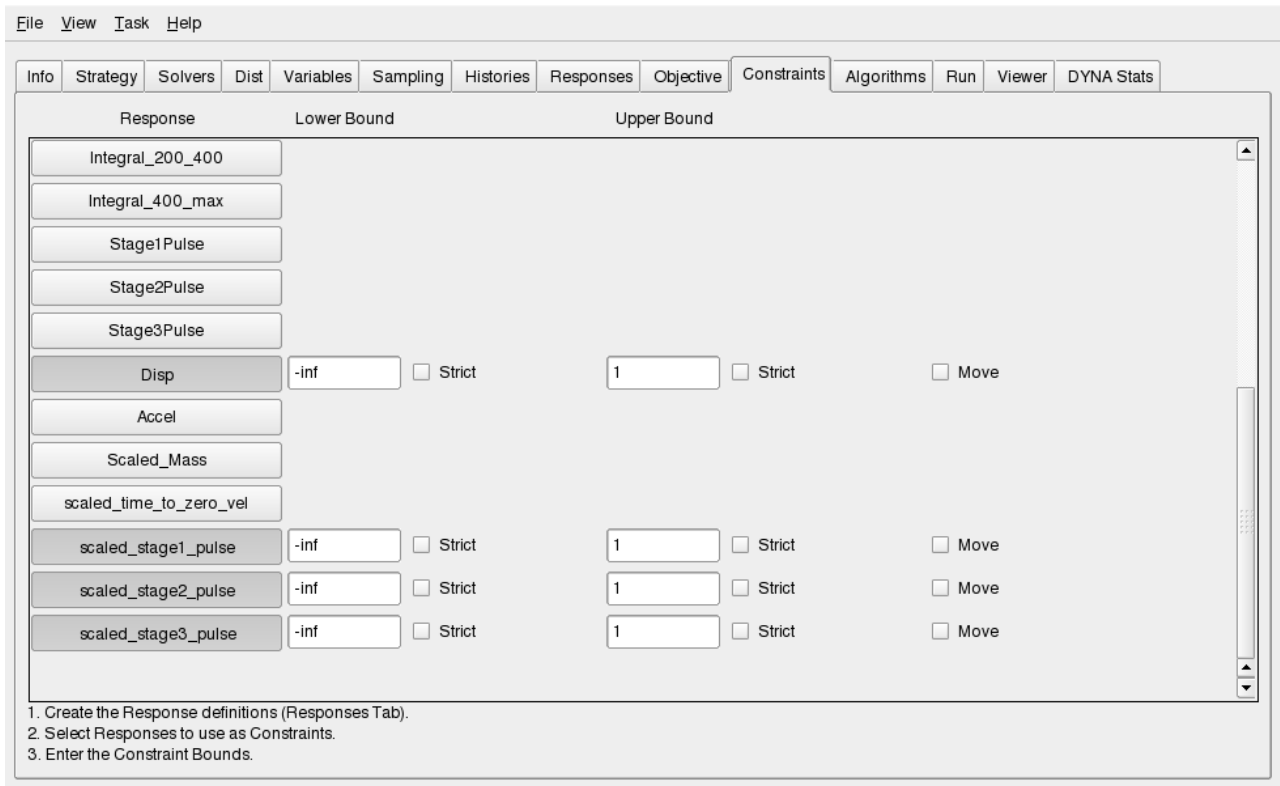 File View Task Help
Info Strategy Solvers Dist Variables Sampling Histories Responses Objective Constraints Algorithms Run Viewer DYNA Stats
Response Lower Bound Upper Bound
Integral_200_400
Integral_400_max
Stage1Pulse
Stage2Pulse
Stage3Pulse
Disp -inf Strict 1 Strict Move
Accel
Scaled_Mass
scaled_time_to_zero_vel
scaled_stage1_pulse -inf Strict 1 Strict Move
scaled_stage2_pulse -inf Strict 1 Strict Move
scaled_stage3_pulse -inf Strict 1 Strict Move
1. Create the Response definitions (Responses Tab).
2. Select Responses to use as Constraints.
3. Enter the Constraint Bounds.